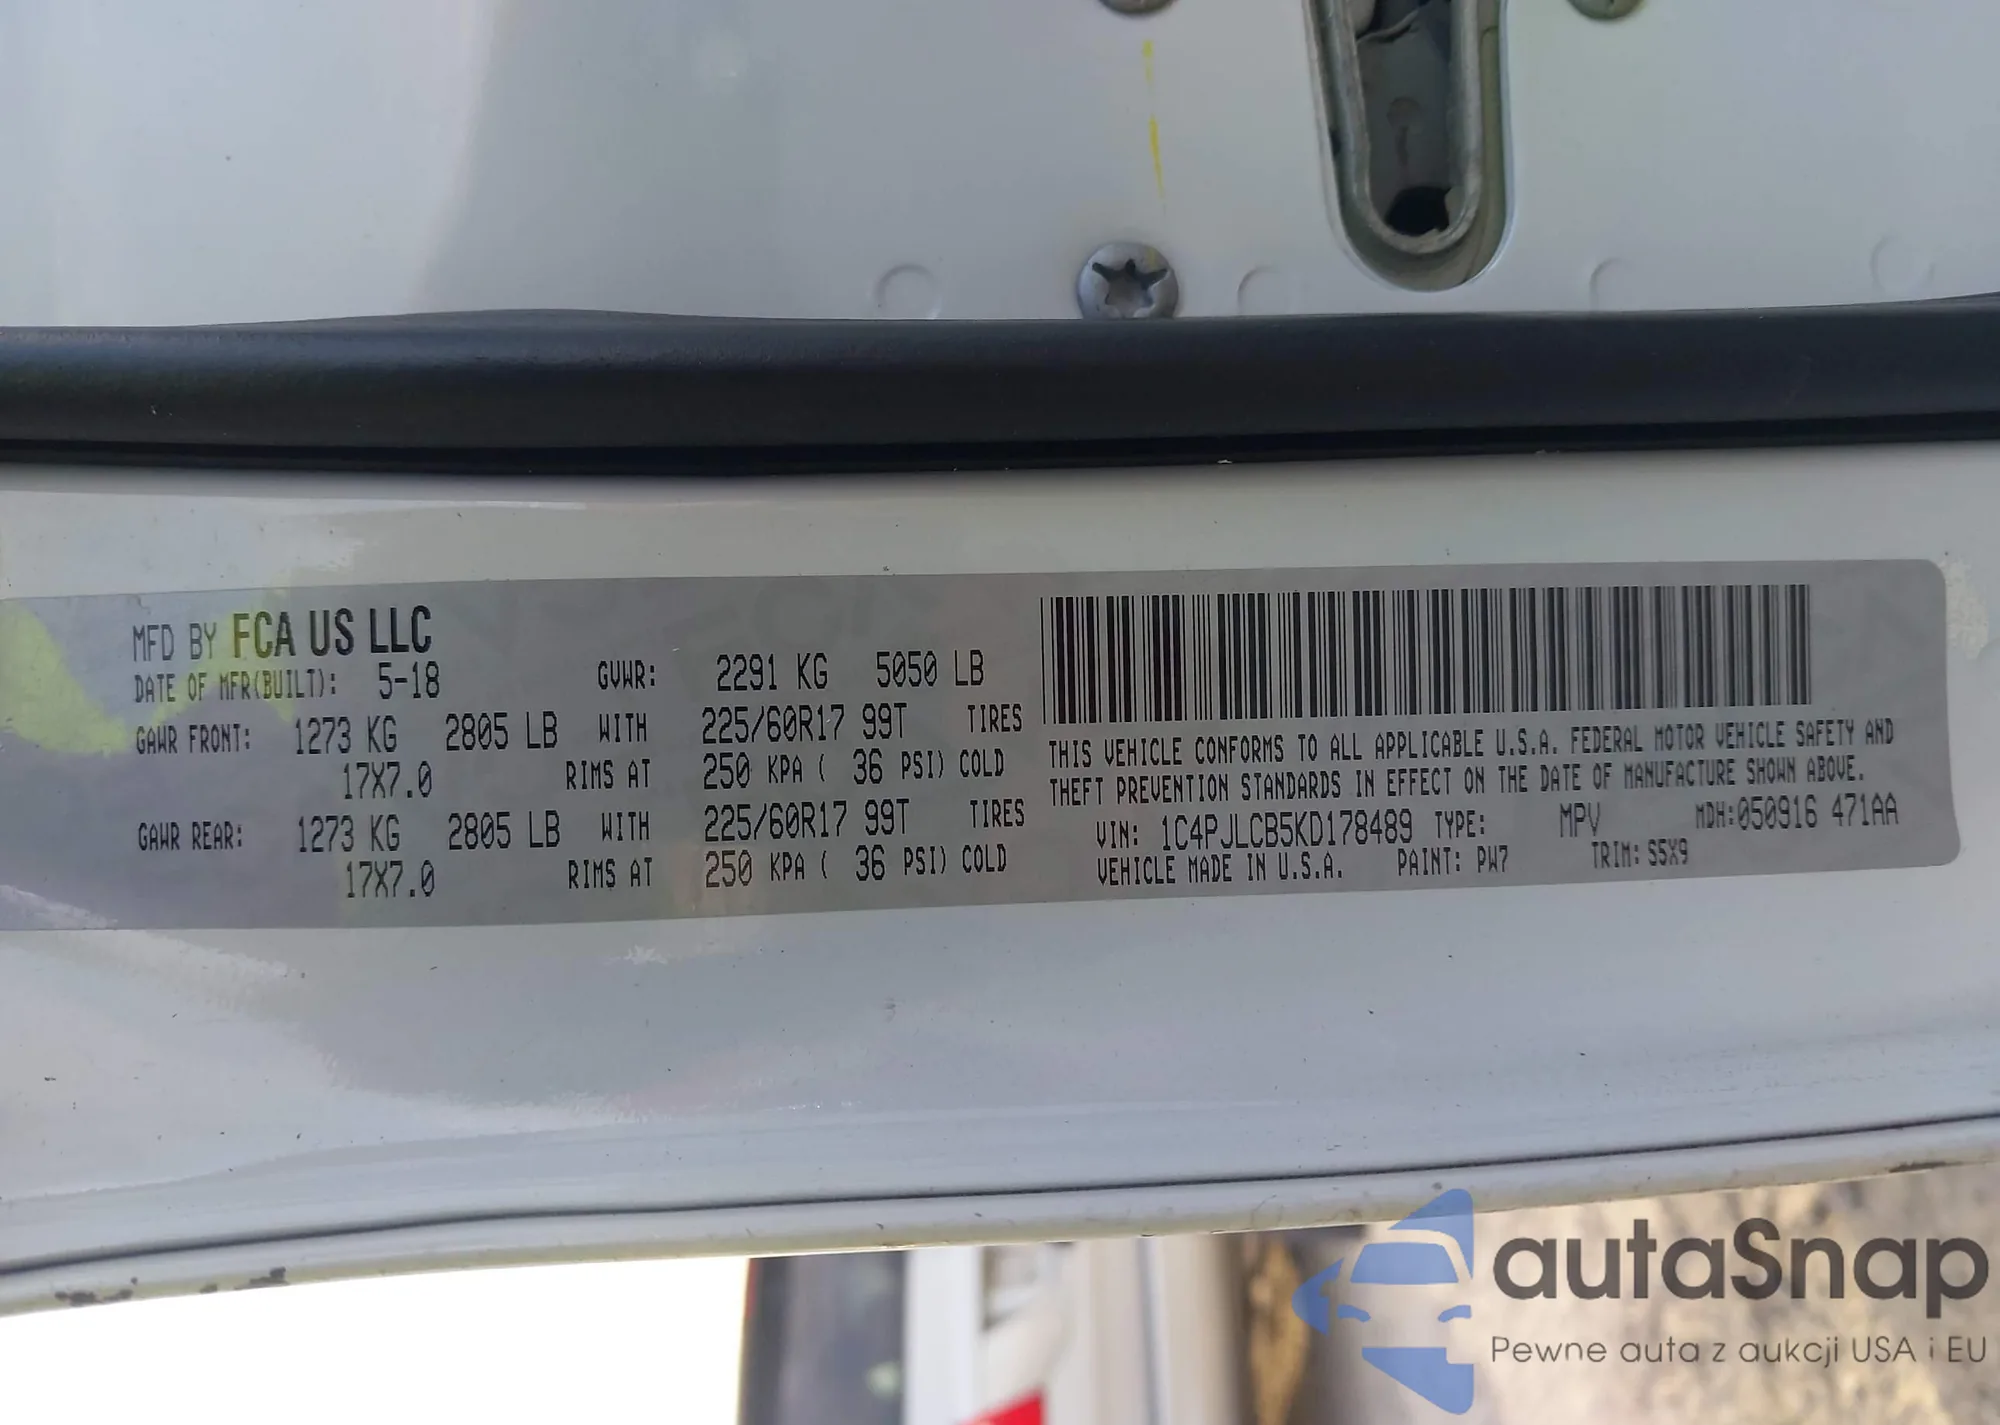 MFD BY FCA US LLC
DATE OF MFR(BUILT): 5-18 GVWR: 2291 KG 5050 LB
GAWR FRONT: 1273 KG 2805 LB WITH 225/60R17 99T TIRES
17X7.0 RIMS AT 250 KPA ( 36 PSI) COLD
GAWR REAR: 1273 KG 2805 LB WITH 225/60R17 99T TIRES
17X7.0 RIMS AT 250 KPA ( 36 PSI) COLD
THIS VEHICLE CONFORMS TO ALL APPLICABLE U.S.A. FEDERAL MOTOR VEHICLE SAFETY AND
THEFT PREVENTION STANDARDS IN EFFECT ON THE DATE OF MANUFACTURE SHOWN ABOVE.
VIN: 1C4PJLCB5KD178489 TYPE: MPV MDH:050916 471AA
VEHICLE MADE IN U.S.A. PAINT: PW7 TRIM: S5X9
autaSnap
Pewne auta z aukcji USA i EU